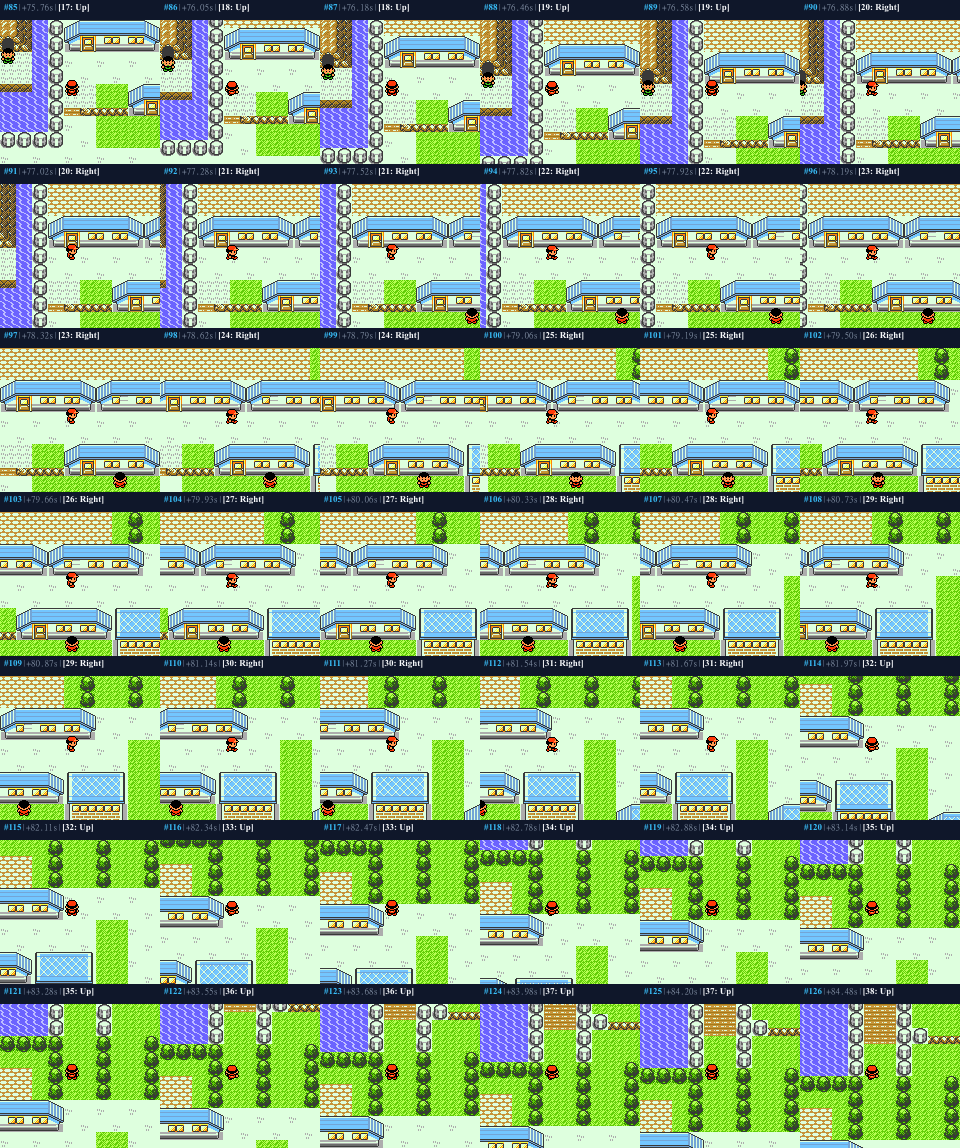 #85|+75.76s|[17: Up] #86|+76.05s|[18: Up] #87|+76.18s|[18: Up] #88|+76.46s|[19: Up] #89|+76.58s|[19: Up] #90|+76.88s|[20: Right]
#91|+77.02s|[20: Right] #92|+77.28s|[21: Right] #93|+77.52s|[21: Right] #94|+77.82s|[22: Right] #95|+77.92s|[22: Right] #96|+78.19s|[23: Right]
#97|+78.32s|[23: Right] #98|+78.62s|[24: Right] #99|+78.79s|[24: Right] #100|+79.06s|[25: Right] #101|+79.19s|[25: Right] #102|+79.50s|[26: Right]
#103|+79.66s|[26: Right] #104|+79.93s|[27: Right] #105|+80.06s|[27: Right] #106|+80.33s|[28: Right] #107|+80.47s|[28: Right] #108|+80.73s|[29: Right]
#109|+80.87s|[29: Right] #110|+81.14s|[30: Right] #111|+81.27s|[30: Right] #112|+81.54s|[31: Right] #113|+81.67s|[31: Right] #114|+81.97s|[32: Up]
#115|+82.11s|[32: Up] #116|+82.34s|[33: Up] #117|+82.47s|[33: Up] #118|+82.78s|[34: Up] #119|+82.88s|[34: Up] #120|+83.14s|[35: Up]
#121|+83.28s|[35: Up] #122|+83.55s|[36: Up] #123|+83.68s|[36: Up] #124|+83.98s|[37: Up] #125|+84.20s|[37: Up] #126|+84.48s|[38: Up]